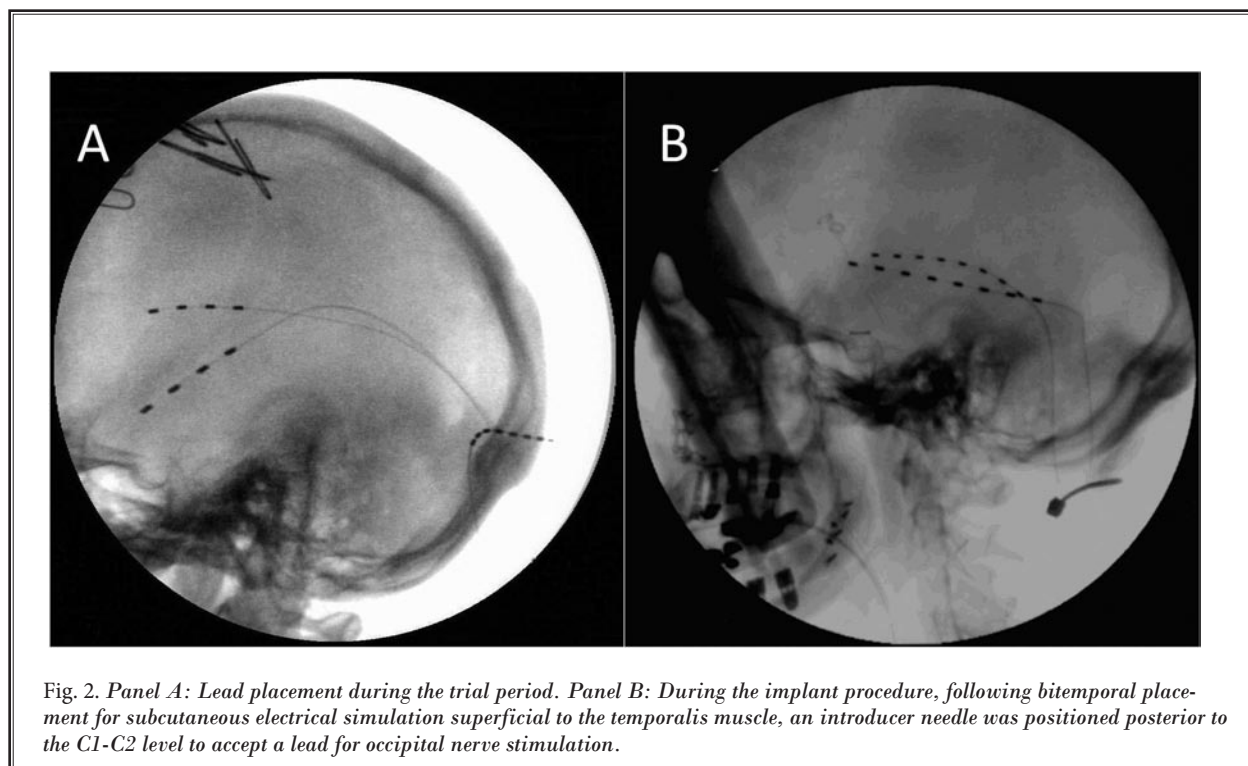 A
B
Fig. 2. Panel A: Lead placement during the trial period. Panel B: During the implant procedure, following bitemporal place-
ment for subcutaneous electrical simulation superficial to the temporalis muscle, an introducer needle was positioned posterior to
the C1-C2 level to accept a lead for occipital nerve stimulation.